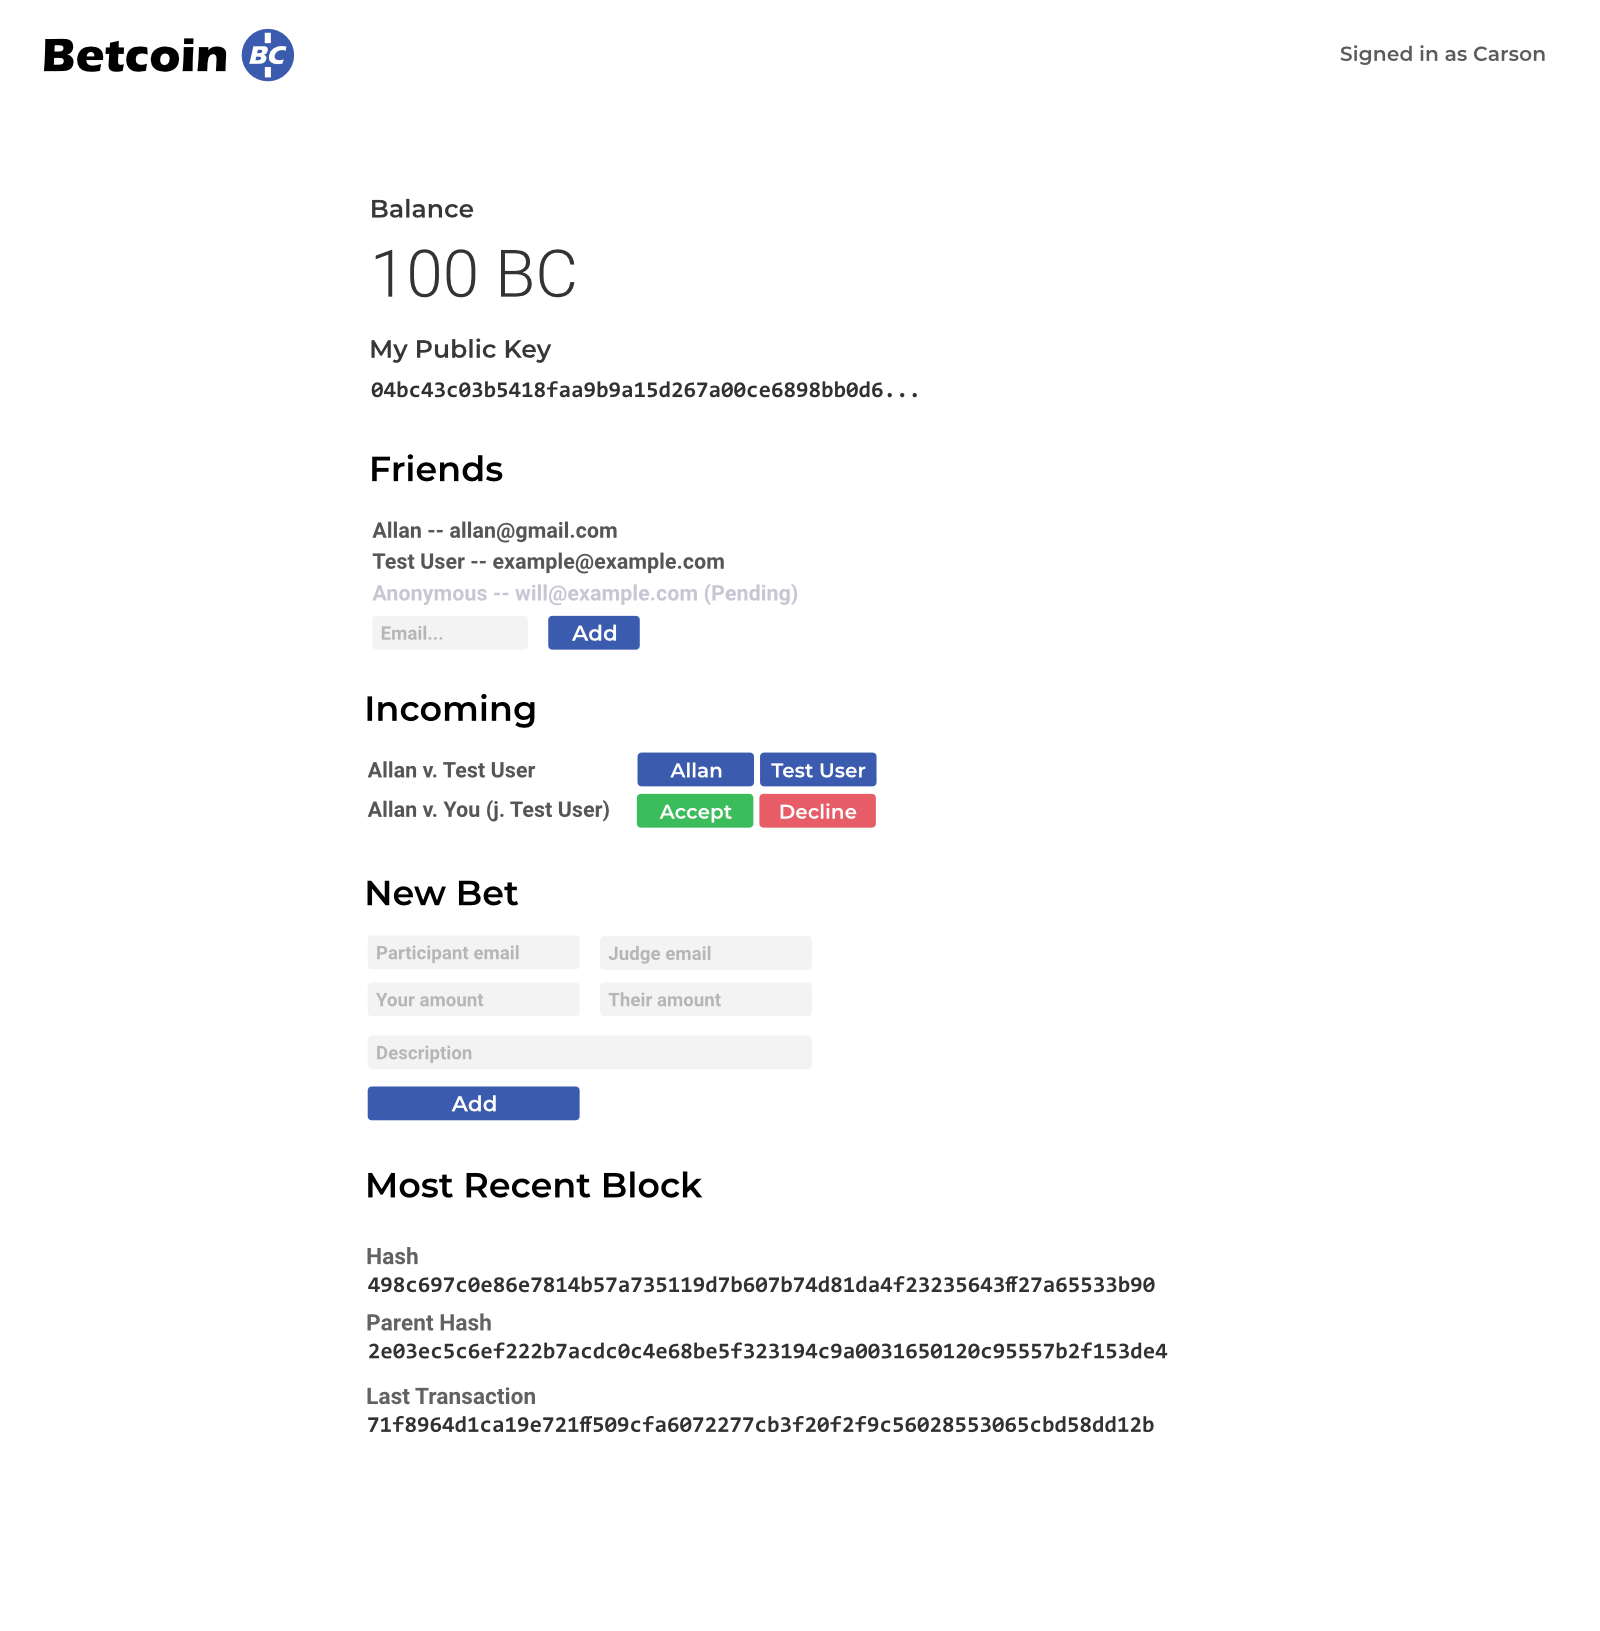 Betcoin BC
Signed in as Carson
Balance
100 BC
My Public Key
04bc43c03b5418faa9b9a15d267a00ce6898bb0d6...
Friends
Allan -- allan@gmail.com
Test User -- example@example.com
Anonymous -- will@example.com (Pending)
Email... Add
Incoming
Allan v. Test User Allan Test User
Allan v. You (j. Test User) Accept Decline
New Bet
Participant email Judge email
Your amount Their amount
Description
Add
Most Recent Block
Hash
498c697c0e86e7814b57a735119d7b607b74d81da4f23235643ff27a65533b90
Parent Hash
2e03ec5c6ef222b7acdc0c4e68be5f323194c9a0031650120c95557b2f153de4
Last Transaction
71f8964d1ca19e721ff509cfa6072277cb3f20f2f9c56028553065cbd58dd12b